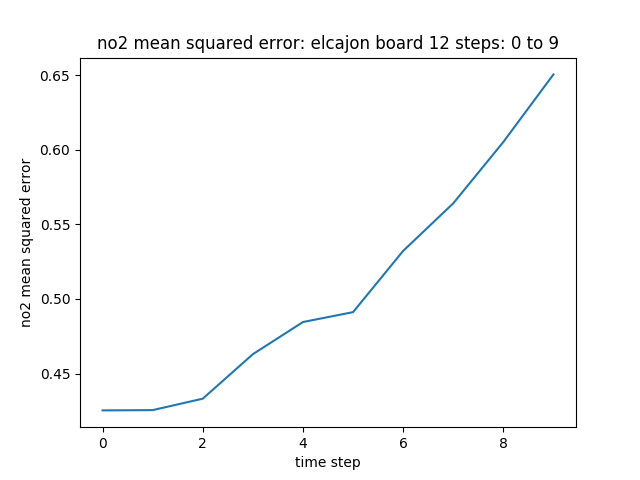 no2 mean squared error: elcajon board 12 steps: 0 to 9
no2 mean squared error
0.65
0.60
0.55
0.50
0.45
0 2 4 6 8
time step